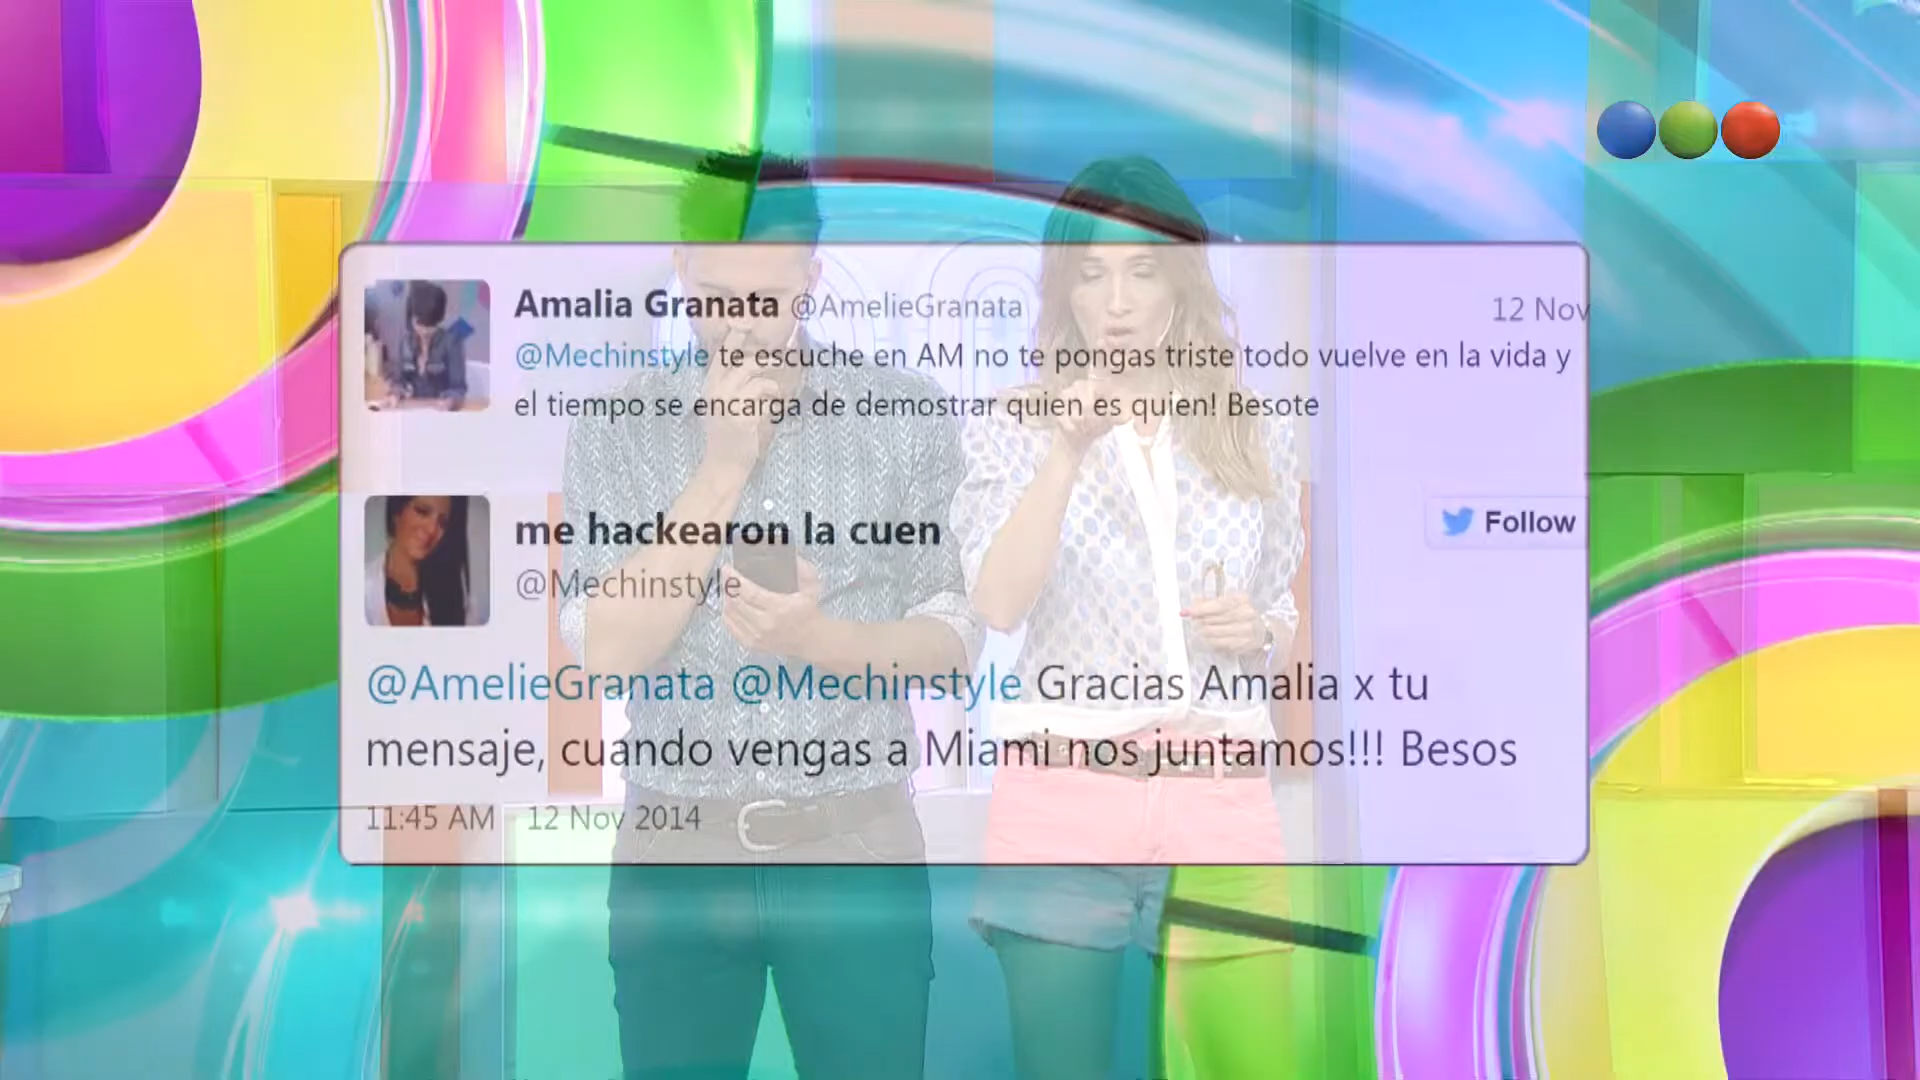 Amalia Granata @AmelieGranata 12 Nov
@Mechinstyle te escuche en AM no te pongas triste todo vuelve en la vida y
el tiempo se encarga de demostrar quien es quien! Besote
me hackearon la cuen
Follow
@Mechinstyle
@AmelieGranata @Mechinstyle Gracias Amalia x tu
mensaje, cuando vengas a Miami nos juntamos!!! Besos
11:45 AM 12 Nov 2014